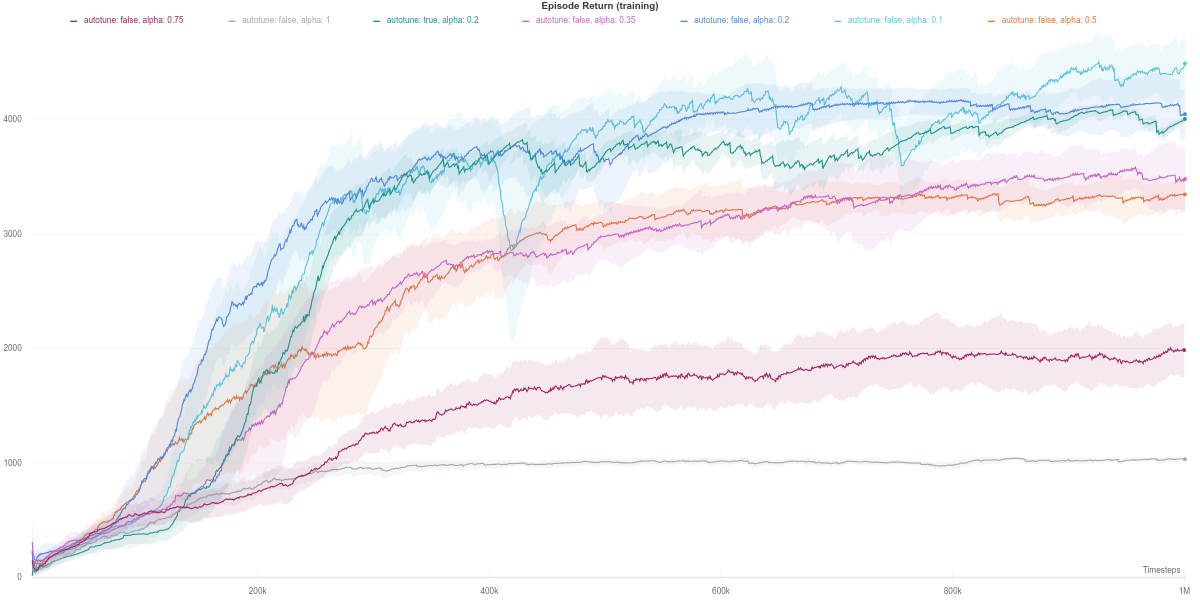 Episode Return (training)
autotune: false, alpha: 0.75 autotune: false, alpha: 1 autotune: true, alpha: 0.2 autotune: false, alpha: 0.35 autotune: false, alpha: 0.2 autotune: false, alpha: 0.1 autotune: false, alpha: 0.5
4000
3000
2000
1000
Timesteps
0
200k 400k 600k 800k 1M